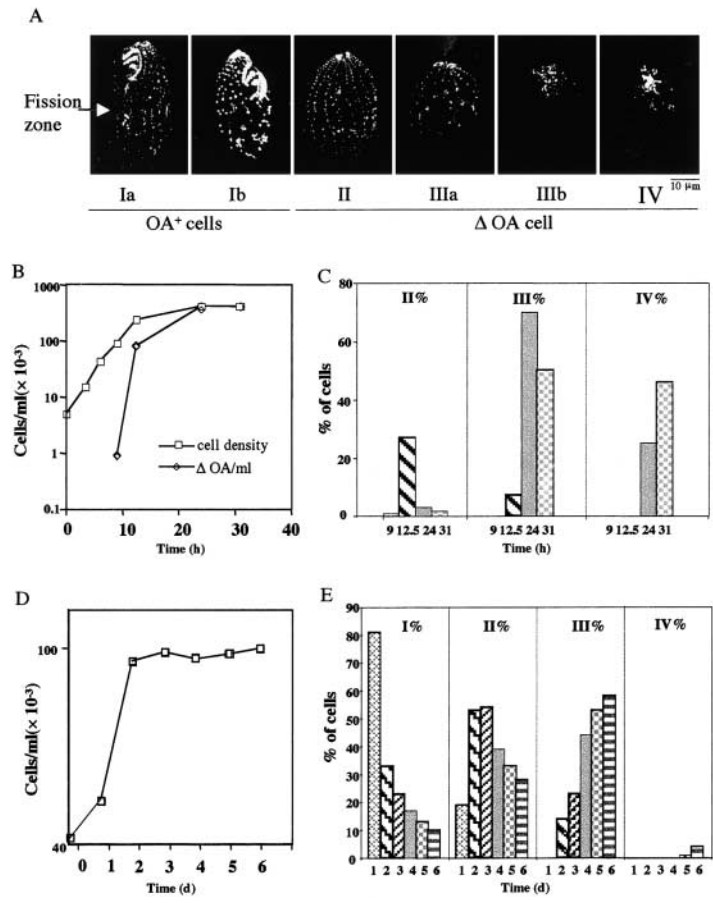 A
Fission
zone
Ia Ib II IIIa IIIb IV
10 µm
OA+ cells Δ OA cell
B
1000
100
10
1
0.1
Cells/ml(× 10-3)
cell density
Δ OA/ml
0 10 20 30 40
Time (h)
C
80
60
40
20
0
% of cells
II% III% IV%
9 12.5 24 31 9 12.5 24 31 9 12.5 24 31
Time (h)
D
100
40
Cells/ml(× 10-3)
0 1 2 3 4 5 6
Time (d)
E
90
80
70
60
50
40
30
20
10
0
% of cells
I% II% III% IV%
1 2 3 4 5 6 1 2 3 4 5 6 1 2 3 4 5 6 1 2 3 4 5 6
Time (d)